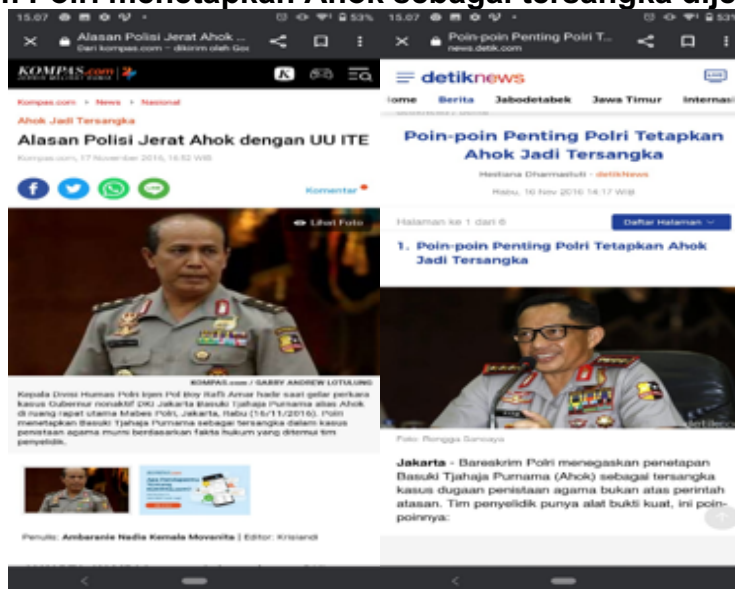 Polri menetapkan Ahok sebagai tersangka
15.07
53%
Alasan Polisi Jerat Ahok ...
Dari kompas.com – dikirim oleh Goo
KOMPAS.com
K
Kompas.com > News > Nasional
Ahok Jadi Tersangka
Alasan Polisi Jerat Ahok dengan UU ITE
Kompas.com, 17 November 2016, 16:52 WIB
Komentar
Lihat Foto
KOMPAS.com / GARRY ANDREW LOTULUNG
Kepala Divisi Humas Polri Irjen Pol Boy Rafli Amar hadir saat gelar perkara
kasus Gubernur nonaktif DKI Jakarta Basuki Tjahaja Purnama alias Ahok
di ruang rapat utama Mabes Polri, Jakarta, Rabu (16/11/2016). Polri
menetapkan Basuki Tjahaja Purnama sebagai tersangka dalam kasus
penistaan agama murni berdasarkan fakta hukum yang ditemui tim
penyelidik.
Penulis: Ambaranie Nadia Kemala Movanita | Editor: Krisiandi
15.07
53%
Poin-poin Penting Polri T...
news.detik.com
detiknews
Berita Jabodetabek Jawa Timur Internasi
Poin-poin Penting Polri Tetapkan
Ahok Jadi Tersangka
Hestiana Dharmastuti - detikNews
Rabu, 16 Nov 2016 14:17 WIB
Halaman ke 1 dari 6
Daftar Halaman
1. Poin-poin Penting Polri Tetapkan Ahok
Jadi Tersangka
Foto: Rengga Sancaya
Jakarta - Bareskrim Polri menegaskan penetapan
Basuki Tjahaja Purnama (Ahok) sebagai tersangka
kasus dugaan penistaan agama bukan atas perintah
atasan. Tim penyelidik punya alat bukti kuat, ini poin-
poinnya: